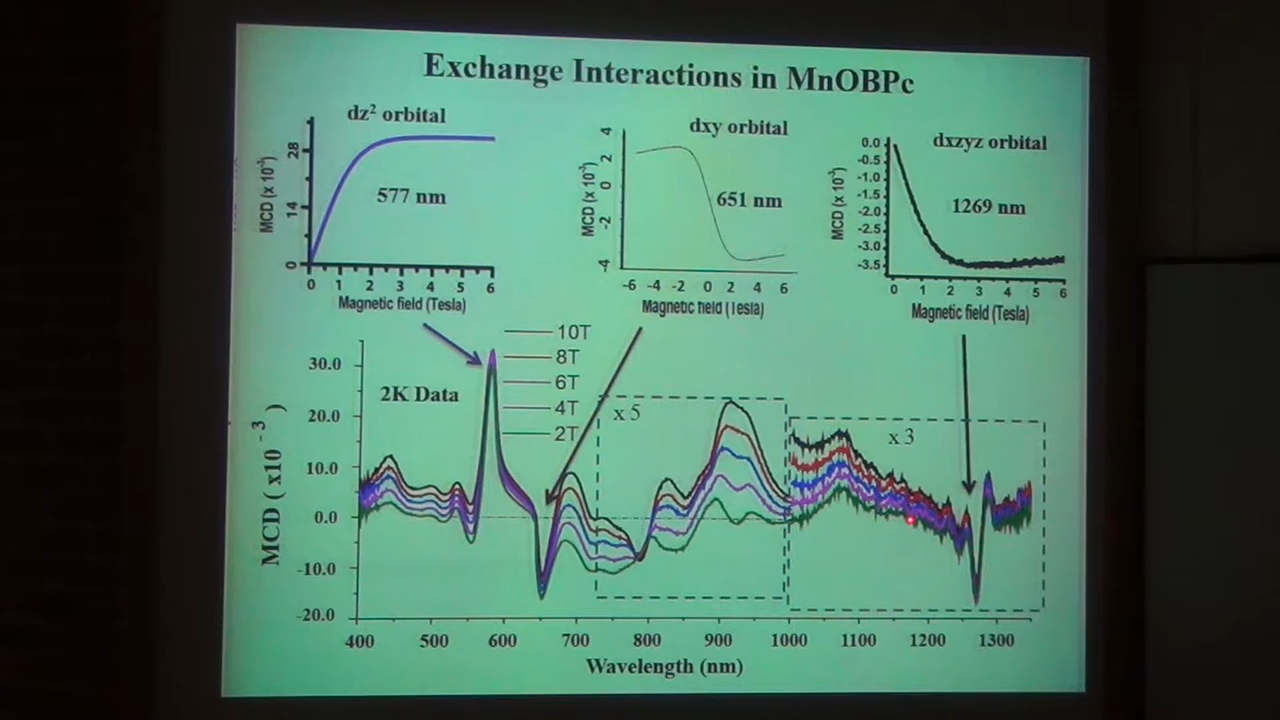 Exchange Interactions in MnOBPc
dz² orbital
dxy orbital
dxzyz orbital
MCD (x 10⁻³)
28
14
0
577 nm
0 1 2 3 4 5 6
Magnetic field (Tesla)
MCD (x 10⁻³)
4
2
0
-2
-4
651 nm
-6 -4 -2 0 2 4 6
Magnetic field (Tesla)
MCD (x 10⁻³)
0.0
-0.5
-1.0
-1.5
-2.0
-2.5
-3.0
-3.5
1269 nm
0 1 2 3 4 5 6
Magnetic field (Tesla)
10T
8T
6T
4T
2T
2K Data
x 5
x 3
MCD ( x10⁻³ )
30.0
20.0
10.0
0.0
-10.0
-20.0
400 500 600 700 800 900 1000 1100 1200 1300
Wavelength (nm)